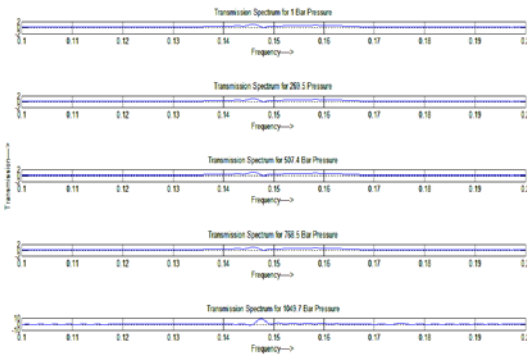 Transmission Spectrum for 1 Bar Pressure
2
0.1 0.11 0.12 0.13 0.14 0.15 0.16 0.17 0.18 0.19 0.2
Frequency---->
Transmission Spectrum for 269.5 Bar Pressure
2
0.1 0.11 0.12 0.13 0.14 0.15 0.16 0.17 0.18 0.19 0.2
Frequency---->
Transmission---->
Transmission Spectrum for 507.4 Bar Pressure
2
0.1 0.11 0.12 0.13 0.14 0.15 0.16 0.17 0.18 0.19 0.2
Frequency---->
Transmission Spectrum for 758.5 Bar Pressure
2
0.1 0.11 0.12 0.13 0.14 0.15 0.16 0.17 0.18 0.19 0.2
Frequency---->
Transmission Spectrum for 1049.7 Bar Pressure
10
0.1 0.11 0.12 0.13 0.14 0.15 0.16 0.17 0.18 0.19 0.2
Frequency---->